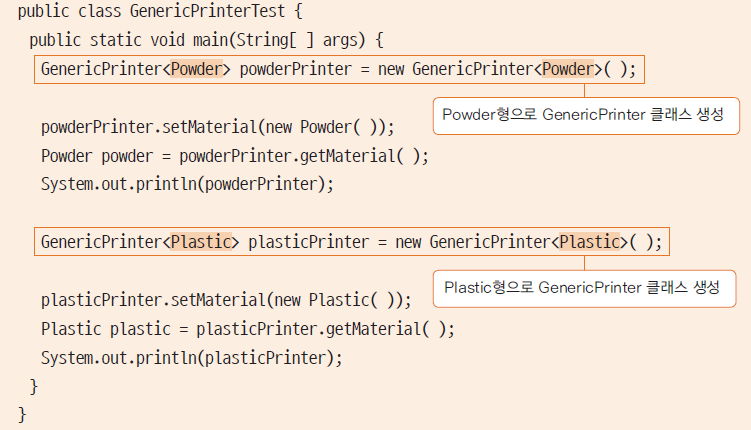 public class GenericPrinterTest {
public static void main(String[ ] args) {
GenericPrinter<Powder> powderPrinter = new GenericPrinter<Powder>( );
Powder형으로 GenericPrinter 클래스 생성
powderPrinter.setMaterial(new Powder( ));
Powder powder = powderPrinter.getMaterial( );
System.out.println(powderPrinter);
GenericPrinter<Plastic> plasticPrinter = new GenericPrinter<Plastic>( );
Plastic형으로 GenericPrinter 클래스 생성
plasticPrinter.setMaterial(new Plastic( ));
Plastic plastic = plasticPrinter.getMaterial( );
System.out.println(plasticPrinter);
}
}